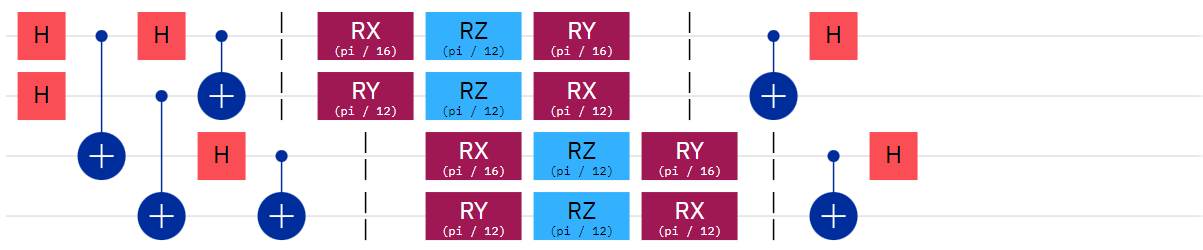 H H RX RZ RY H
(pi / 16) (pi / 12) (pi / 16)
H RY RZ RX
(pi / 12) (pi / 12) (pi / 12)
H RX RZ RY H
(pi / 16) (pi / 12) (pi / 16)
RY RZ RX
(pi / 12) (pi / 12) (pi / 12)